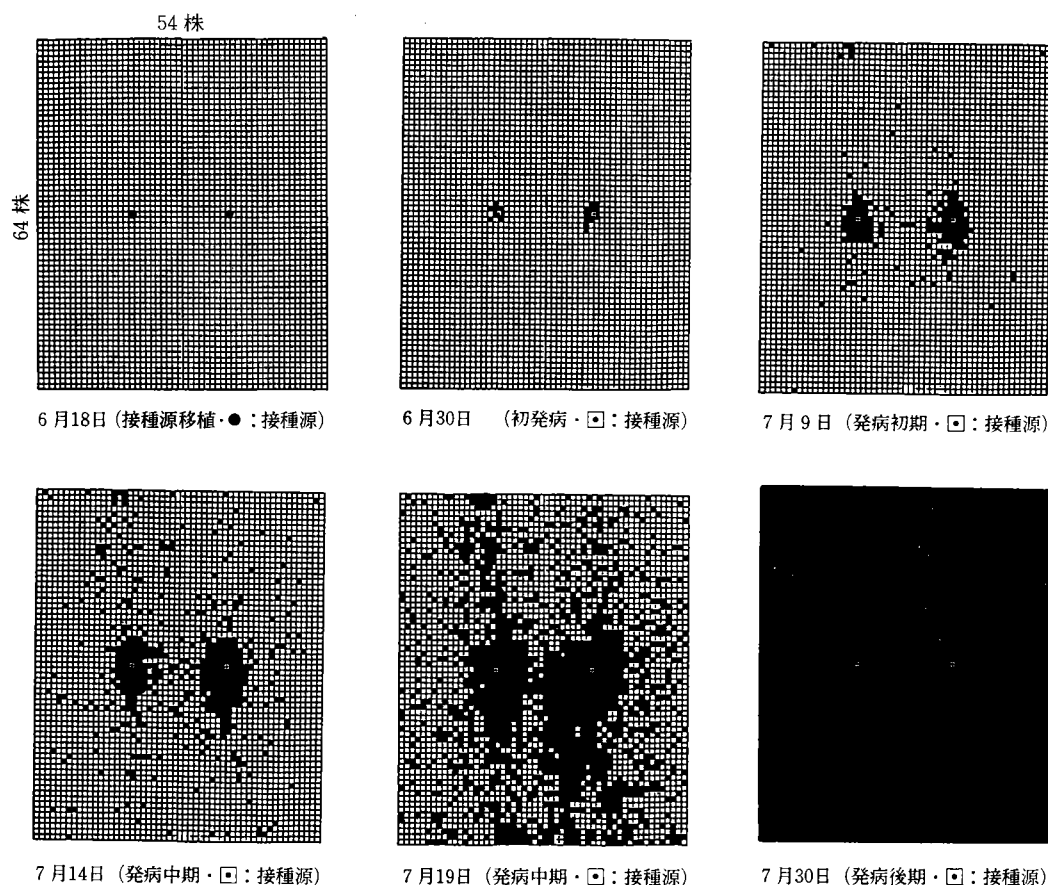 54 株
64 株
6月18日 (接種源移植・●：接種源)
6月30日 (初発病・⊡：接種源)
7月9日 (発病初期・⊡：接種源)
7月14日 (発病中期・⊡：接種源)
7月19日 (発病中期・⊡：接種源)
7月30日 (発病後期・⊡：接種源)